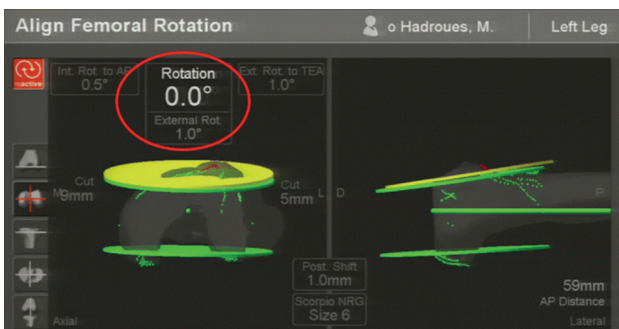 Align Femoral Rotation
o Hadroues, M.
Left Leg
reactive
Int. Rot. to AP
0.5°
Rotation
0.0°
External Rot.
1.0°
Ext. Rot. to TEA
1.0°
M
Cut
9mm
Cut
5mm
L
D
P
Post. Shift
1.0mm
Scorpio NRG
Size 6
59mm
AP Distance
Axial
Lateral